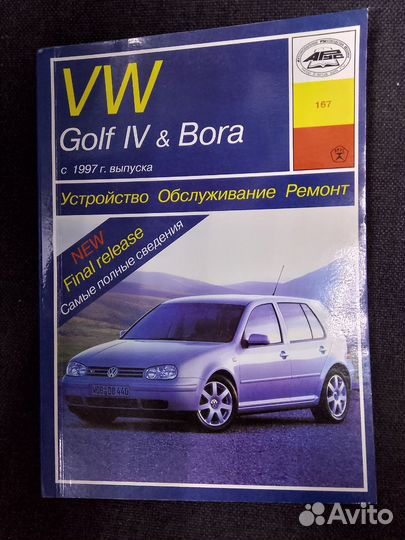 VW
Golf IV & Bora
с 1997 г. выпуска
167
Устройство Обслуживание Ремонт
NEW
Final release
Самые полные сведения
Avito